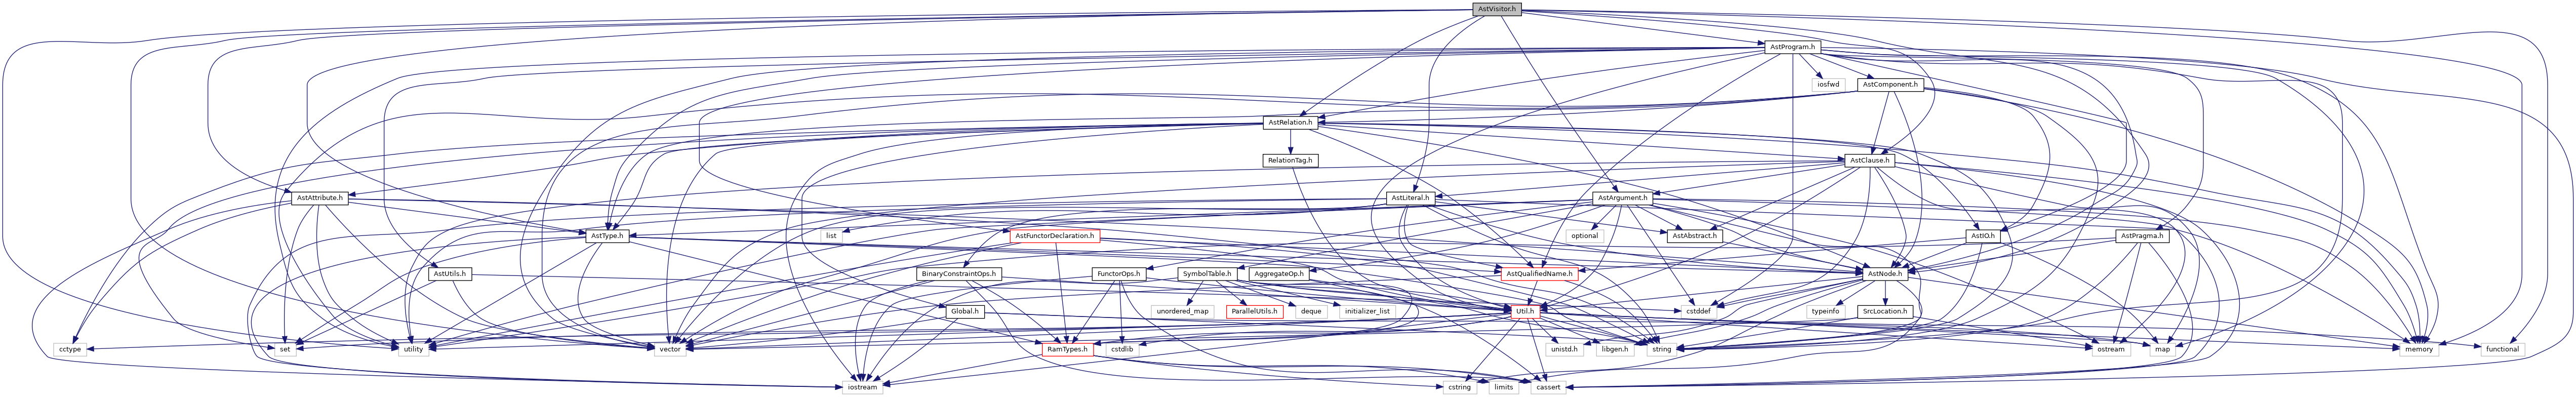 AstVisitor.h
AstProgram.h
iosfwd
AstComponent.h
AstRelation.h
RelationTag.h
AstClause.h
AstAttribute.h
AstLiteral.h
AstArgument.h
AstType.h
list
AstFunctorDeclaration.h
optional
AstAbstract.h
AstIO.h
AstPragma.h
AstUtils.h
BinaryConstraintOps.h
FunctorOps.h
SymbolTable.h
AggregateOp.h
AstQualifiedName.h
AstNode.h
Global.h
unordered_map
ParallelUtils.h
deque
initializer_list
Util.h
cstddef
typeinfo
SrcLocation.h
cctype
set
utility
vector
RamTypes.h
cstdlib
unistd.h
libgen.h
string
ostream
map
memory
functional
iostream
cstring
limits
cassert